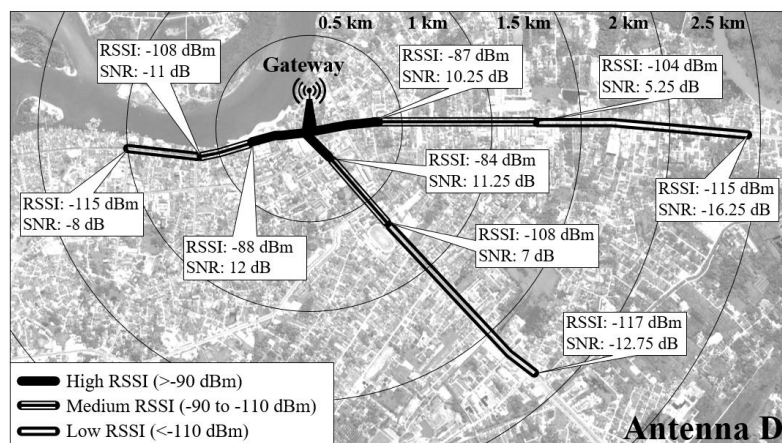 0.5 km
1 km
1.5 km
2 km
2.5 km
RSSI: -108 dBm
SNR: -11 dB
Gateway
RSSI: -87 dBm
SNR: 10.25 dB
RSSI: -104 dBm
SNR: 5.25 dB
RSSI: -84 dBm
SNR: 11.25 dB
RSSI: -115 dBm
SNR: -8 dB
RSSI: -115 dBm
SNR: -16.25 dB
RSSI: -88 dBm
SNR: 12 dB
RSSI: -108 dBm
SNR: 7 dB
RSSI: -117 dBm
SNR: -12.75 dB
High RSSI (>-90 dBm)
Medium RSSI (-90 to -110 dBm)
Low RSSI (<-110 dBm)
Antenna D